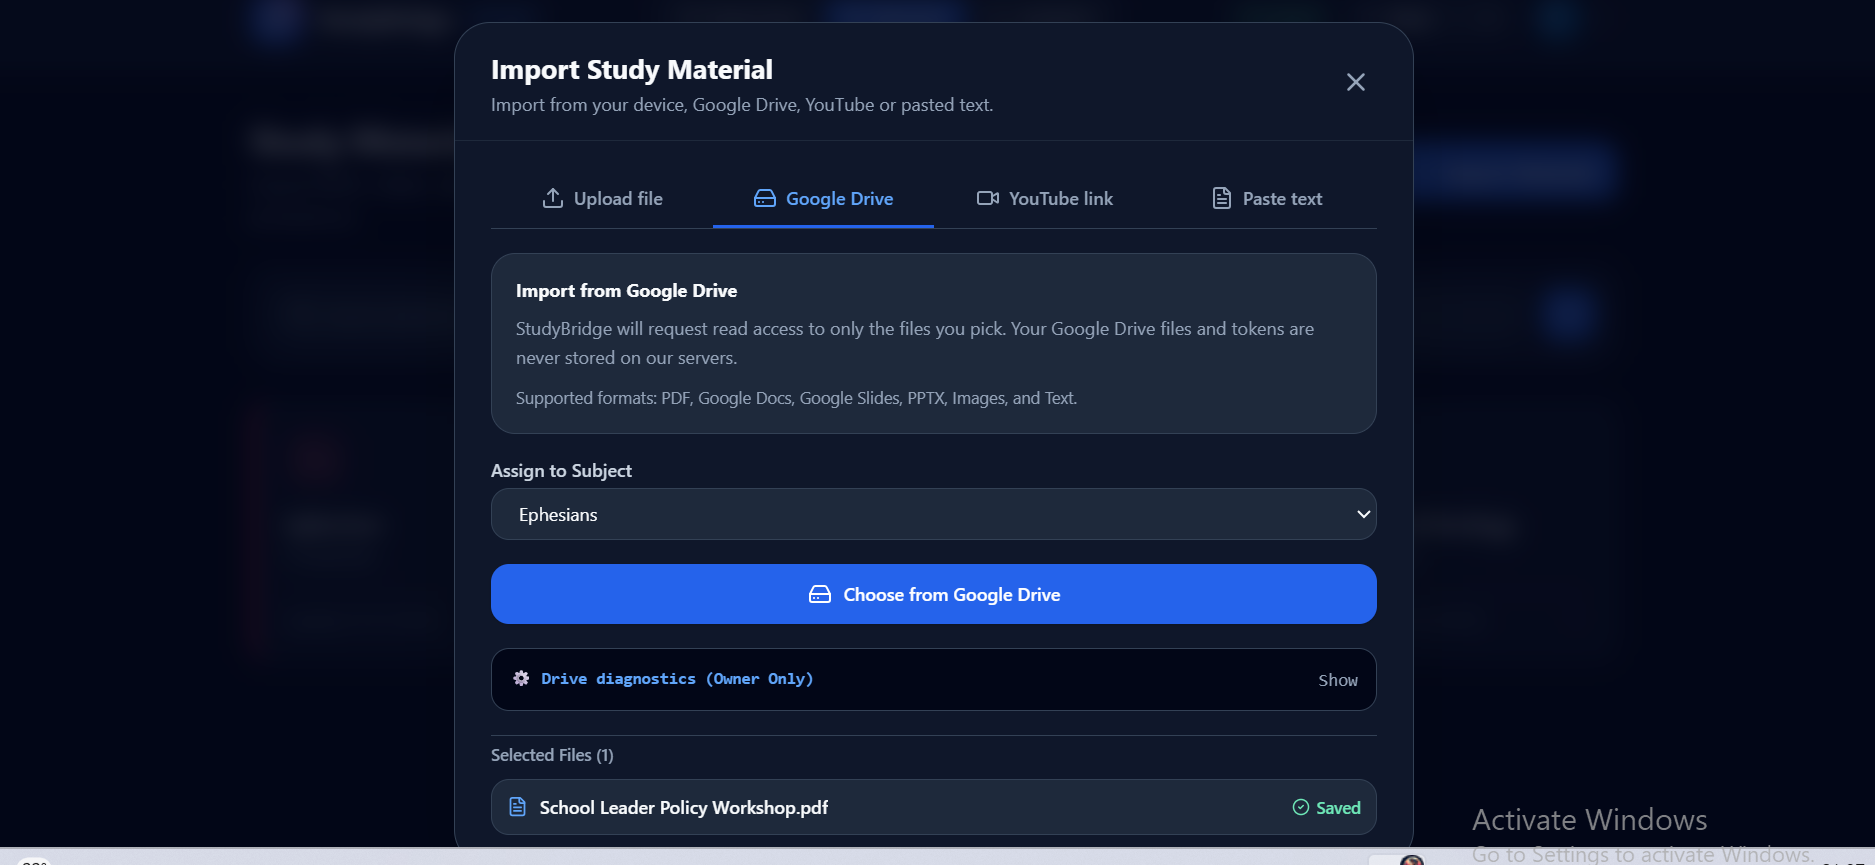 Import Study Material
Import from your device, Google Drive, YouTube or pasted text.
Upload file
Google Drive
YouTube link
Paste text
Import from Google Drive
StudyBridge will request read access to only the files you pick. Your Google Drive files and tokens are
never stored on our servers.
Supported formats: PDF, Google Docs, Google Slides, PPTX, Images, and Text.
Assign to Subject
Ephesians
Choose from Google Drive
Drive diagnostics (Owner Only)
Show
Selected Files (1)
School Leader Policy Workshop.pdf
Saved
Activate Windows
Go to Settings to activate Windows.